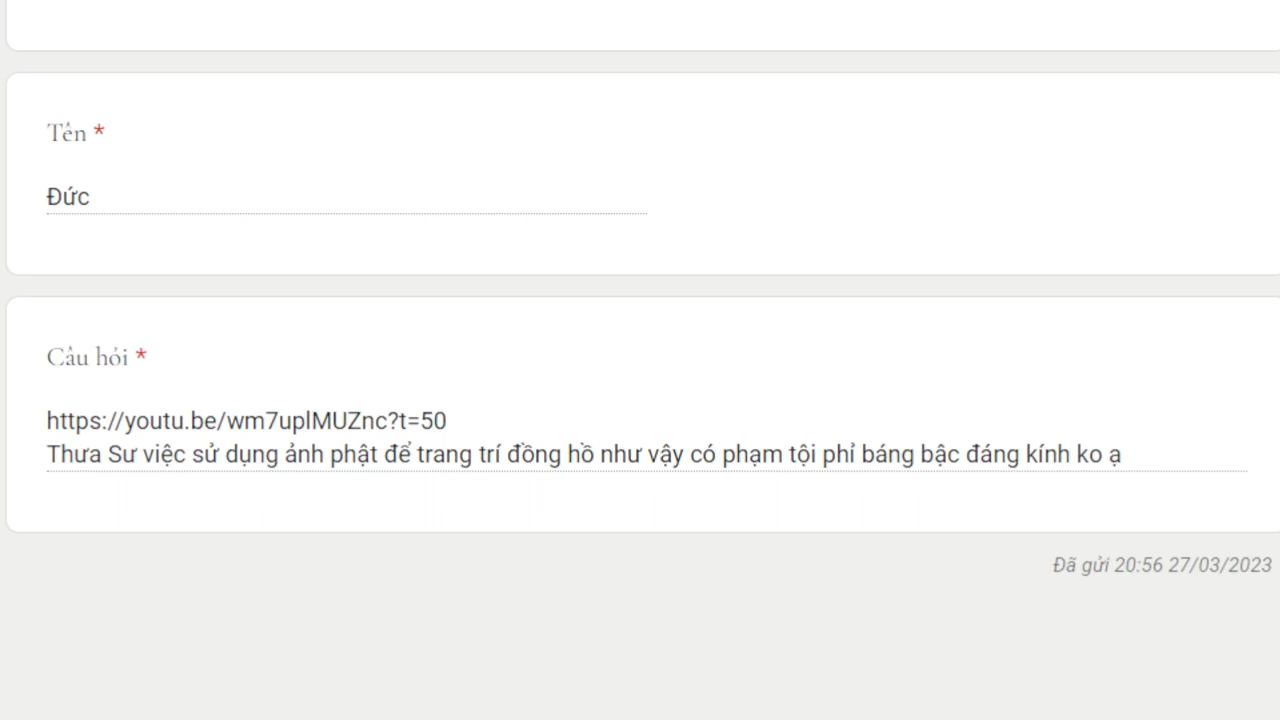 Tên *
Đức
Câu hỏi *
https://youtu.be/wm7uplMUZnc?t=50
Thưa Sư việc sử dụng ảnh phật để trang trí đồng hồ như vậy có phạm tội phỉ báng bậc đáng kính ko ạ
Đã gửi 20:56 27/03/2023